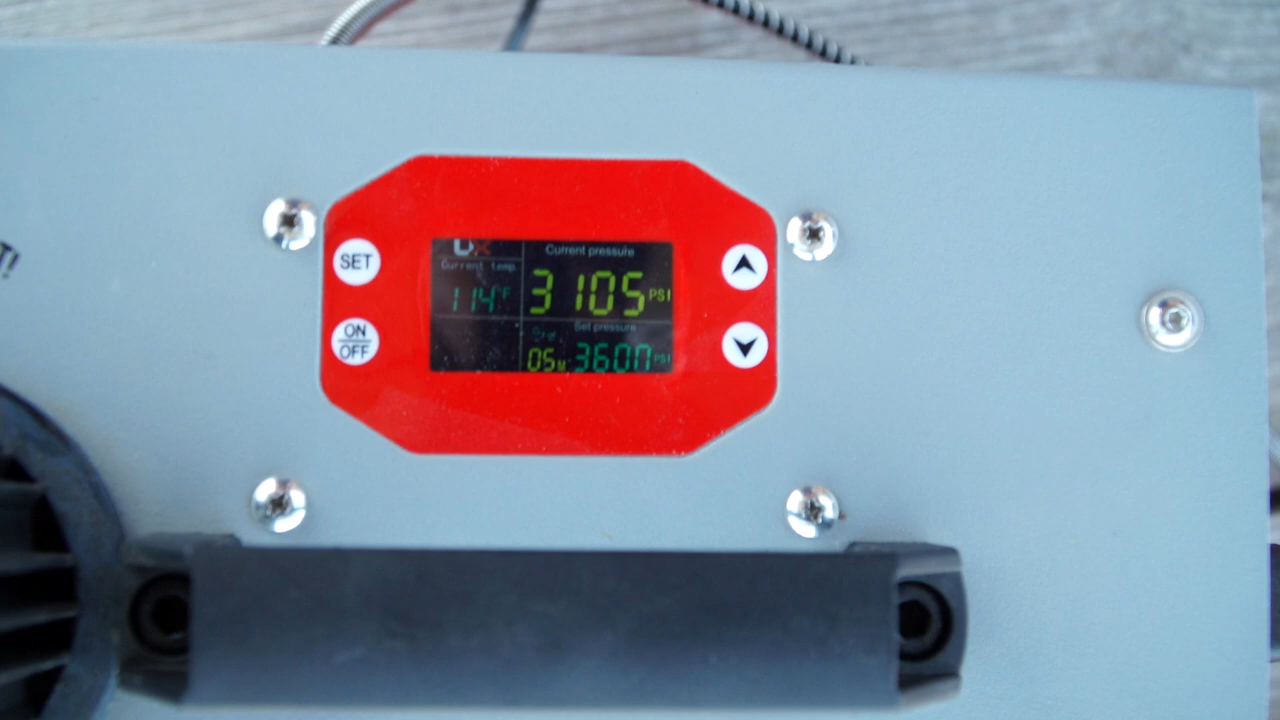 T!
SET
ON
OFF
Current temp
114°F
Current pressure
3105 PSI
Set pressure
05M 3600 PSI